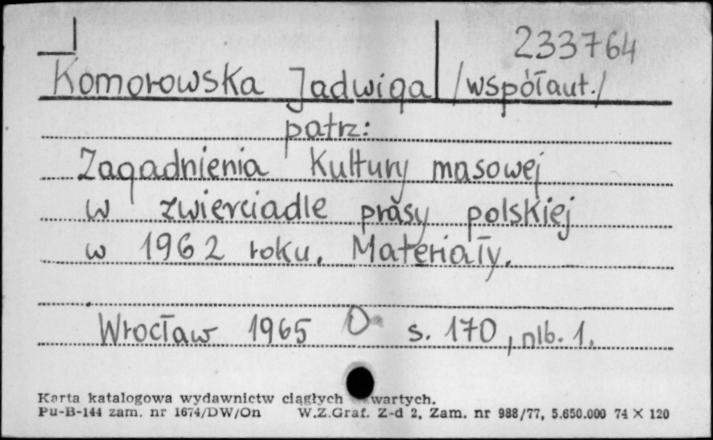 233764
Komorowska Jadwiga /współaut./
patrz:
Zagadnienia kultury masowej
w zwierciadle prasy polskiej
w 1962 roku. Materiały.
Wrocław 1965 s. 170, nlb. 1.
Karta katalogowa wydawnictw ciągłych wartych.
Pu-B-144 zam. nr 1674/DW/On W.Z.Graf. Z-d 2, Zam. nr 988/77, 5.650.000 74 X 120